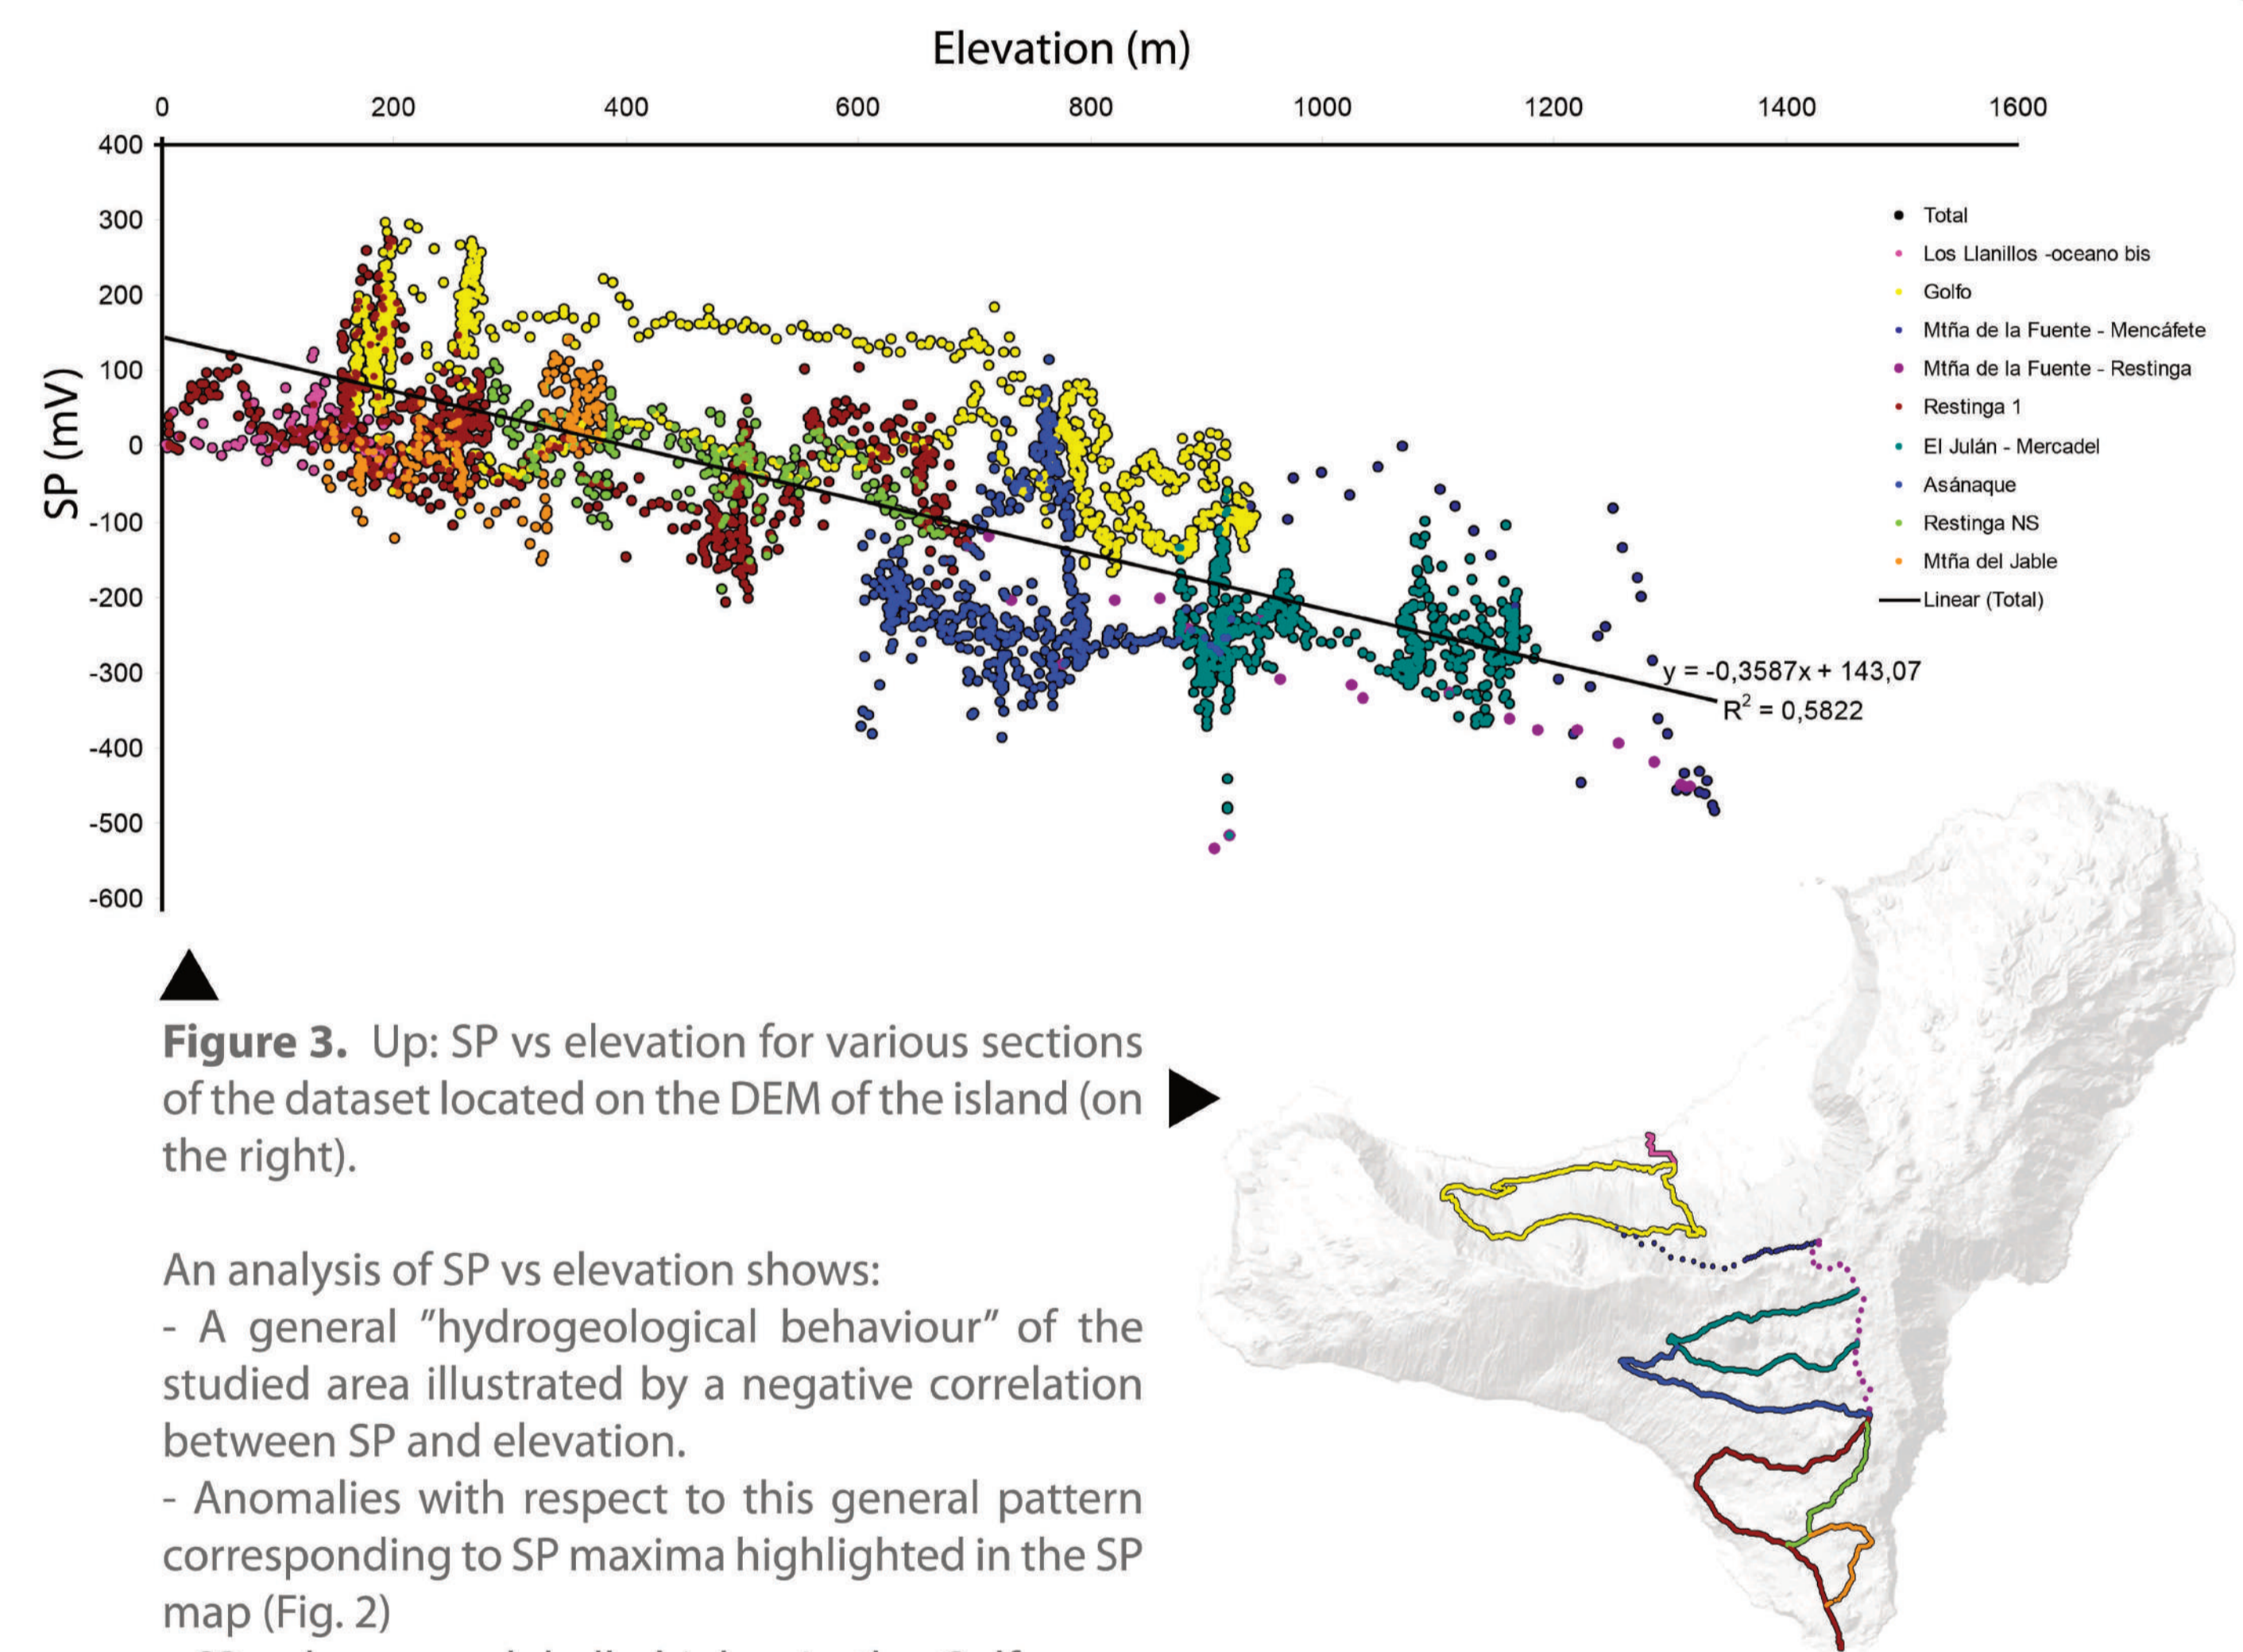 Elevation (m)
0 200 400 600 800 1000 1200 1400 1600
SP (mV)
400
300
200
100
0
-100
-200
-300
-400
-500
-600
Total
Los Llanillos -oceano bis
Golfo
Mtña de la Fuente - Mencáfete
Mtña de la Fuente - Restinga
Restinga 1
El Julán - Mercadel
Asánaque
Restinga NS
Mtña del Jable
Linear (Total)
y = -0,3587x + 143,07
R² = 0,5822
Figure 3. Up: SP vs elevation for various sections
of the dataset located on the DEM of the island (on
the right).
An analysis of SP vs elevation shows:
- A general "hydrogeological behaviour" of the
studied area illustrated by a negative correlation
between SP and elevation.
- Anomalies with respect to this general pattern
corresponding to SP maxima highlighted in the SP
map (Fig. 2)